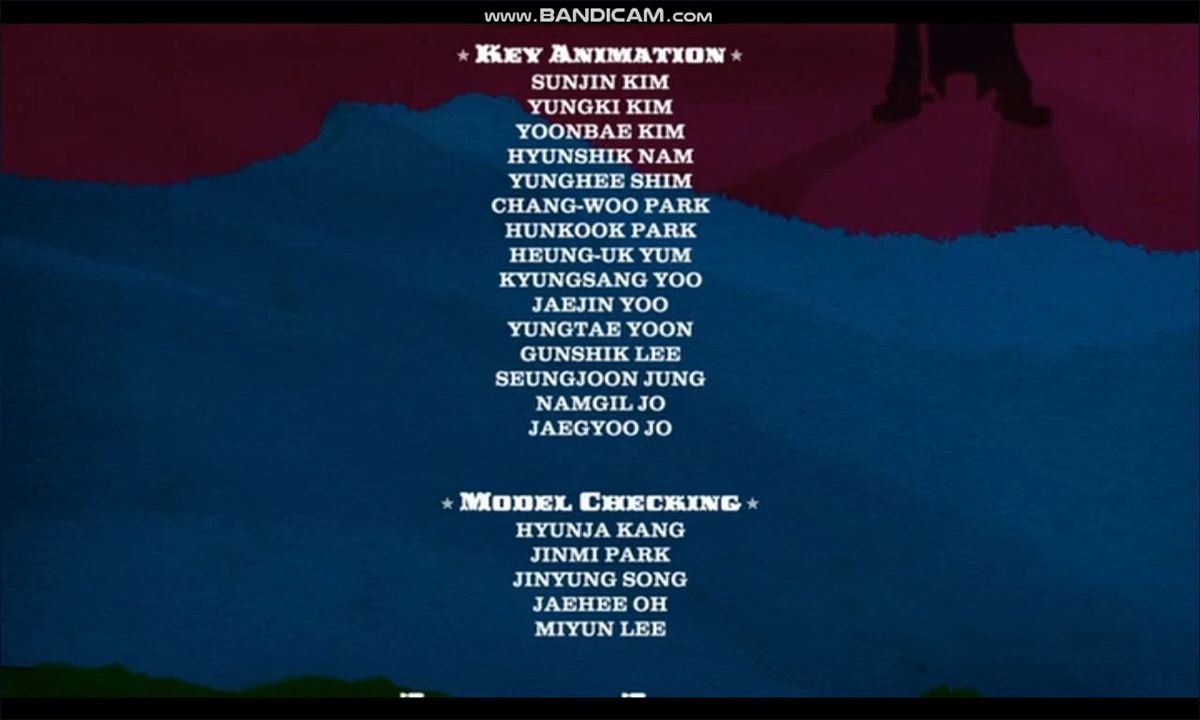 www.BANDICAM.com
★ KEY ANIMATION ★
SUNJIN KIM
YUNGKI KIM
YOONBAE KIM
HYUNSHIK NAM
YUNGHEE SHIM
CHANG-WOO PARK
HUNKOOK PARK
HEUNG-UK YUM
KYUNGSANG YOO
JAEJIN YOO
YUNGTAE YOON
GUNSHIK LEE
SEUNGJOON JUNG
NAMGIL JO
JAEGYOO JO
★ MODEL CHECKING ★
HYUNJA KANG
JINMI PARK
JINYUNG SONG
JAEHEE OH
MIYUN LEE